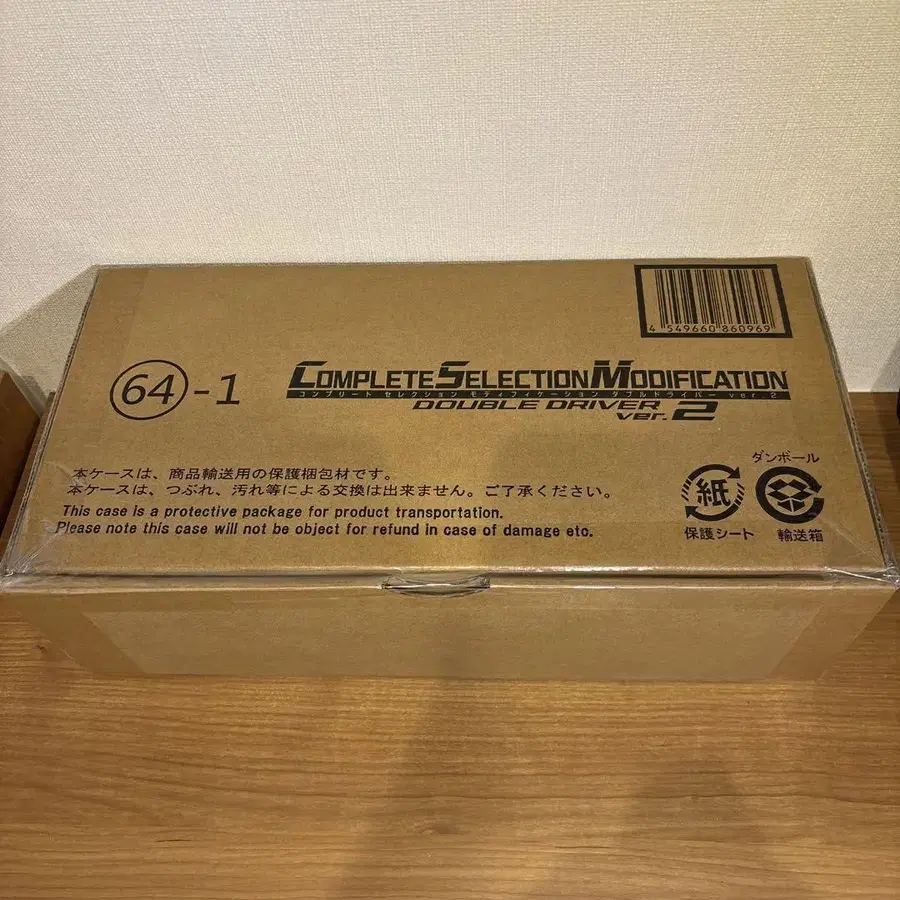 4 549660 860969
64-1
COMPLETE SELECTION MODIFICATION
コンプリート セレクション モディフィケーション ダブルドライバー ver.2
DOUBLE DRIVER
ver.2
本ケースは、商品輸送用の保護梱包材です。
本ケースは、つぶれ、汚れ等による交換は出来ません。ご了承ください。
This case is a protective package for product transportation.
Please note this case will not be object for refund in case of damage etc.
ダンボール
紙
保護シート
輸送箱